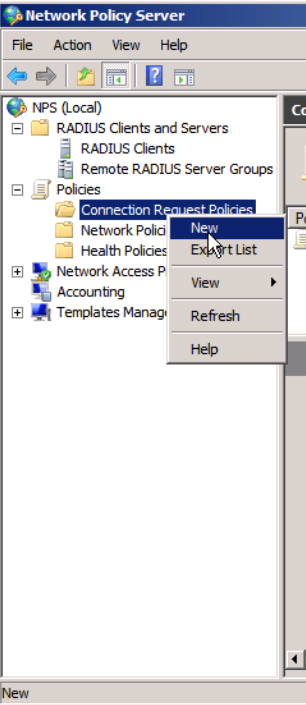 Network Policy Server
File Action View Help
NPS (Local)
RADIUS Clients and Servers
RADIUS Clients
Remote RADIUS Server Groups
Policies
Connection Request Policies
Network Polici
Health Policies
Network Access P
Accounting
Templates Manag
New
Export List
View
Refresh
Help
Co
Po
New